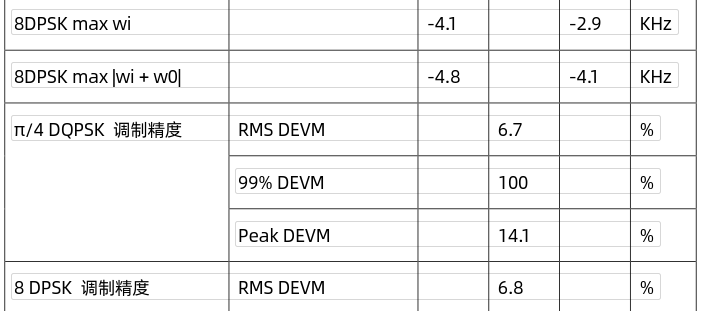 8DPSK max wi -4.1 -2.9 KHz
8DPSK max |wi + w0| -4.8 -4.1 KHz
π/4 DQPSK 调制精度 RMS DEVM 6.7 %
99% DEVM 100 %
Peak DEVM 14.1 %
8 DPSK 调制精度 RMS DEVM 6.8 %